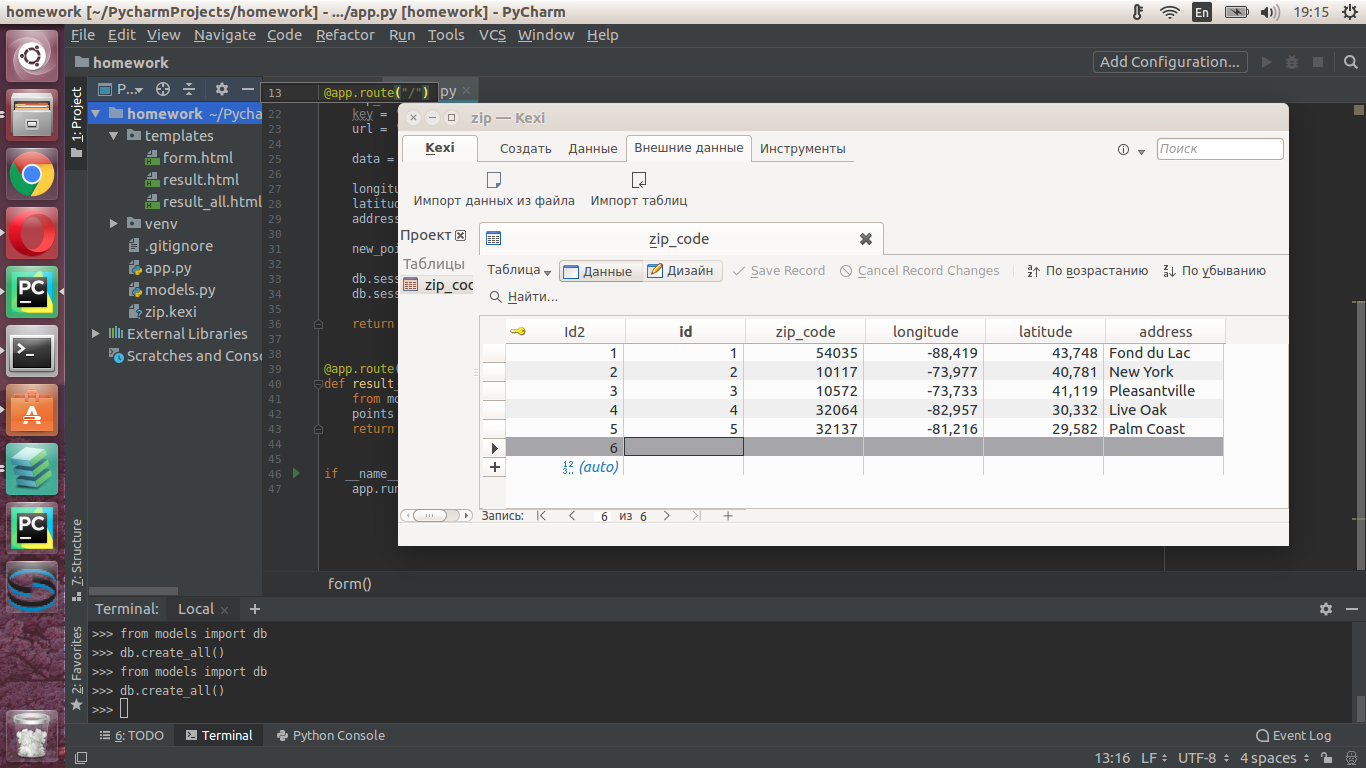 homework [~/PycharmProjects/homework] - .../app.py [homework] - PyCharm
En
19:15
File Edit View Navigate Code Refactor Run Tools VCS Window Help
homework
Add Configuration...
1: Project
P...
13 @app.route("/")
py
homework ~/Pycha
templates
form.html
result.html
result_all.html
venv
.gitignore
app.py
models.py
zip.kexi
External Libraries
Scratches and Conso
22 key =
23 url =
24
25 data =
26
27 longitu
28 latitud
29 address
30
31 new_poi
32
33 db.sess
34 db.sess
35
36 return
37
38
39 @app.route(
40 def result_
41 from mo
42 points
43 return
44
45
46 if __name__
47 app.run
zip — Kexi
Kexi Создать Данные Внешние данные Инструменты
Поиск
Импорт данных из файла Импорт таблиц
Проект
Таблицы
zip_coc
zip_code
Таблица Данные Дизайн Save Record Cancel Record Changes По возрастанию По убыванию
Найти...
Id2 id zip_code longitude latitude address
1 1 54035 -88,419 43,748 Fond du Lac
2 2 10117 -73,977 40,781 New York
3 3 10572 -73,733 41,119 Pleasantville
4 4 32064 -82,957 30,332 Live Oak
5 5 32137 -81,216 29,582 Palm Coast
6
(auto)
Запись: 6 из 6
form()
7: Structure
2: Favorites
Terminal: Local
>>> from models import db
>>> db.create_all()
>>> from models import db
>>> db.create_all()
>>>
6: TODO Terminal Python Console Event Log
13:16 LF UTF-8 4 spaces
PC
PC